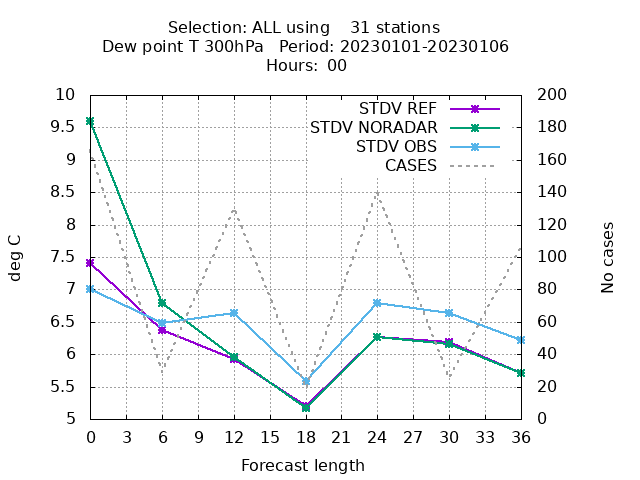 Selection: ALL using    31 stations
Dew point T 300hPa   Period: 20230101-20230106
Hours: 00
STDV REF
STDV NORADAR
STDV OBS
CASES
10
9.5
9
8.5
8
7.5
7
6.5
6
5.5
5
200
180
160
140
120
100
80
60
40
20
0
deg C
No cases
0 3 6 9 12 15 18 21 24 27 30 33 36
Forecast length